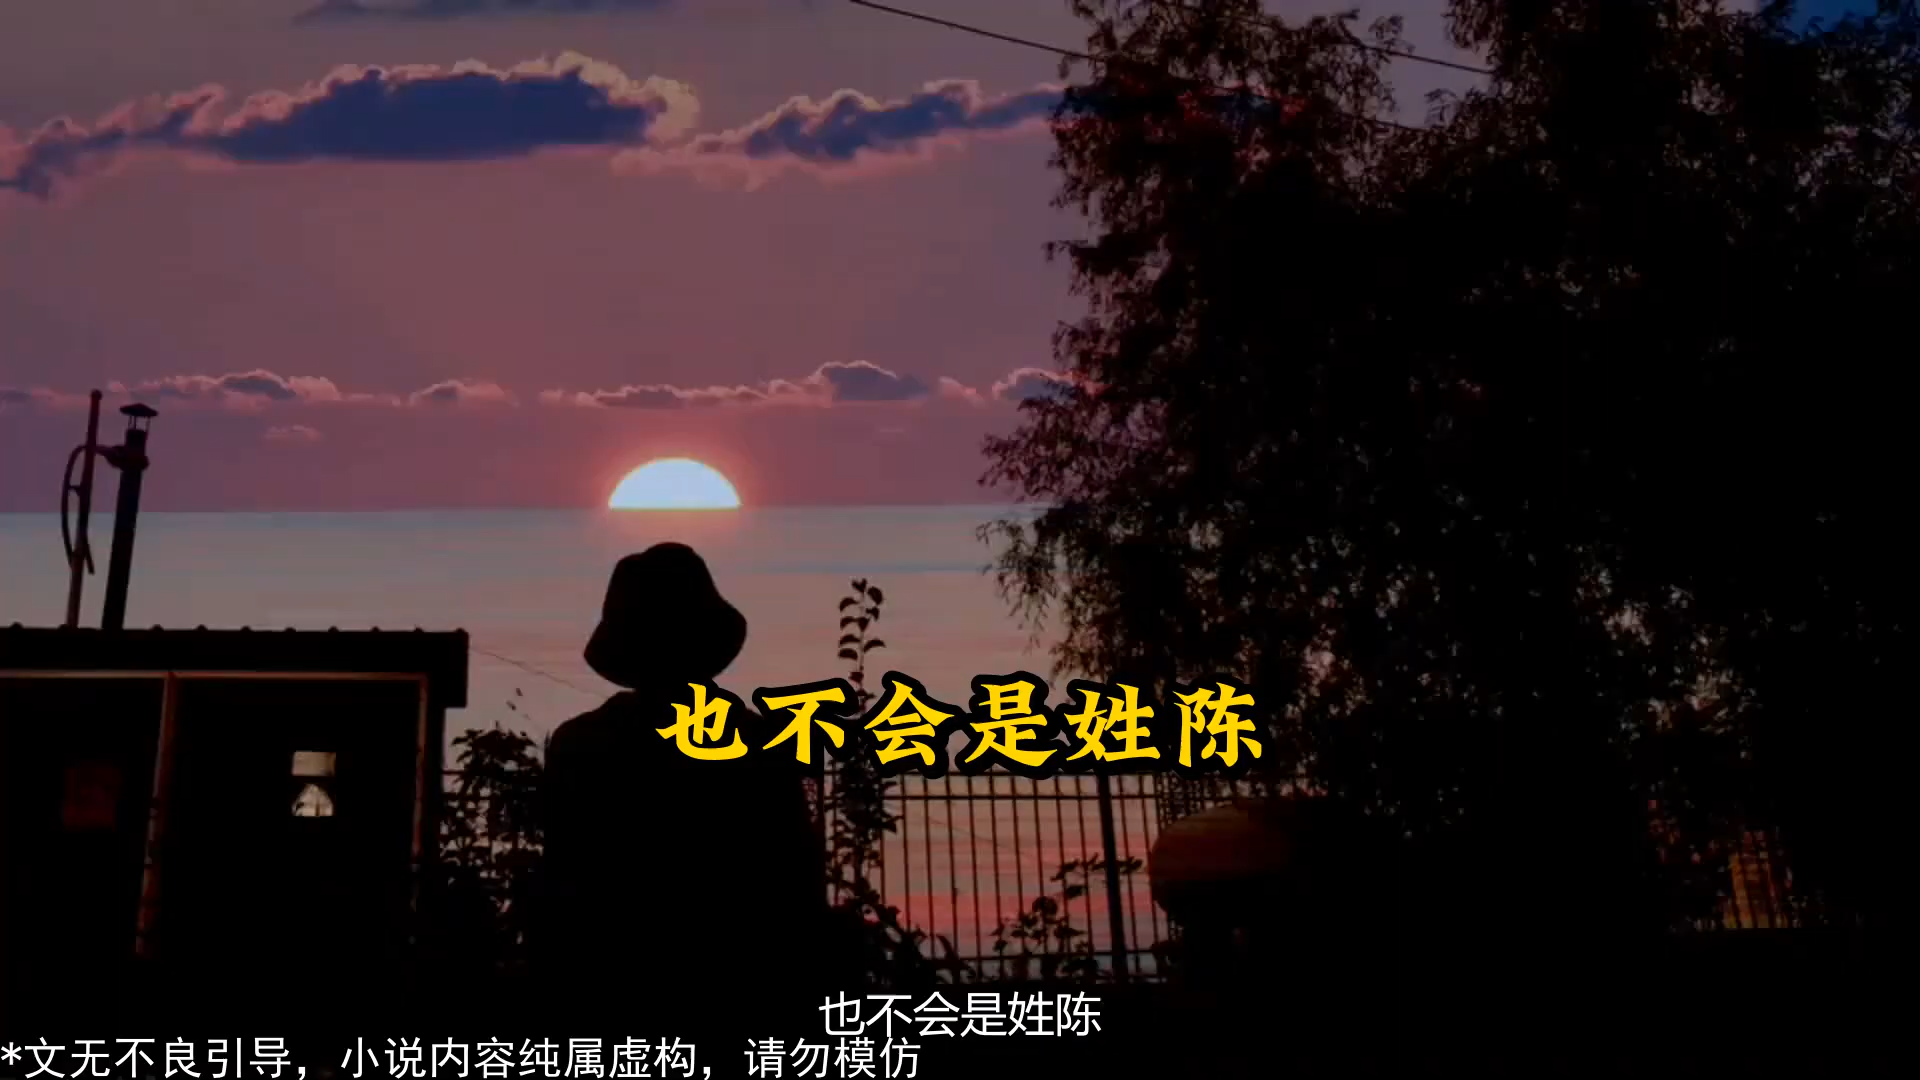 也不会是姓陈
也不会是姓陈
*文无不良引导，小说内容纯属虚构，请勿模仿